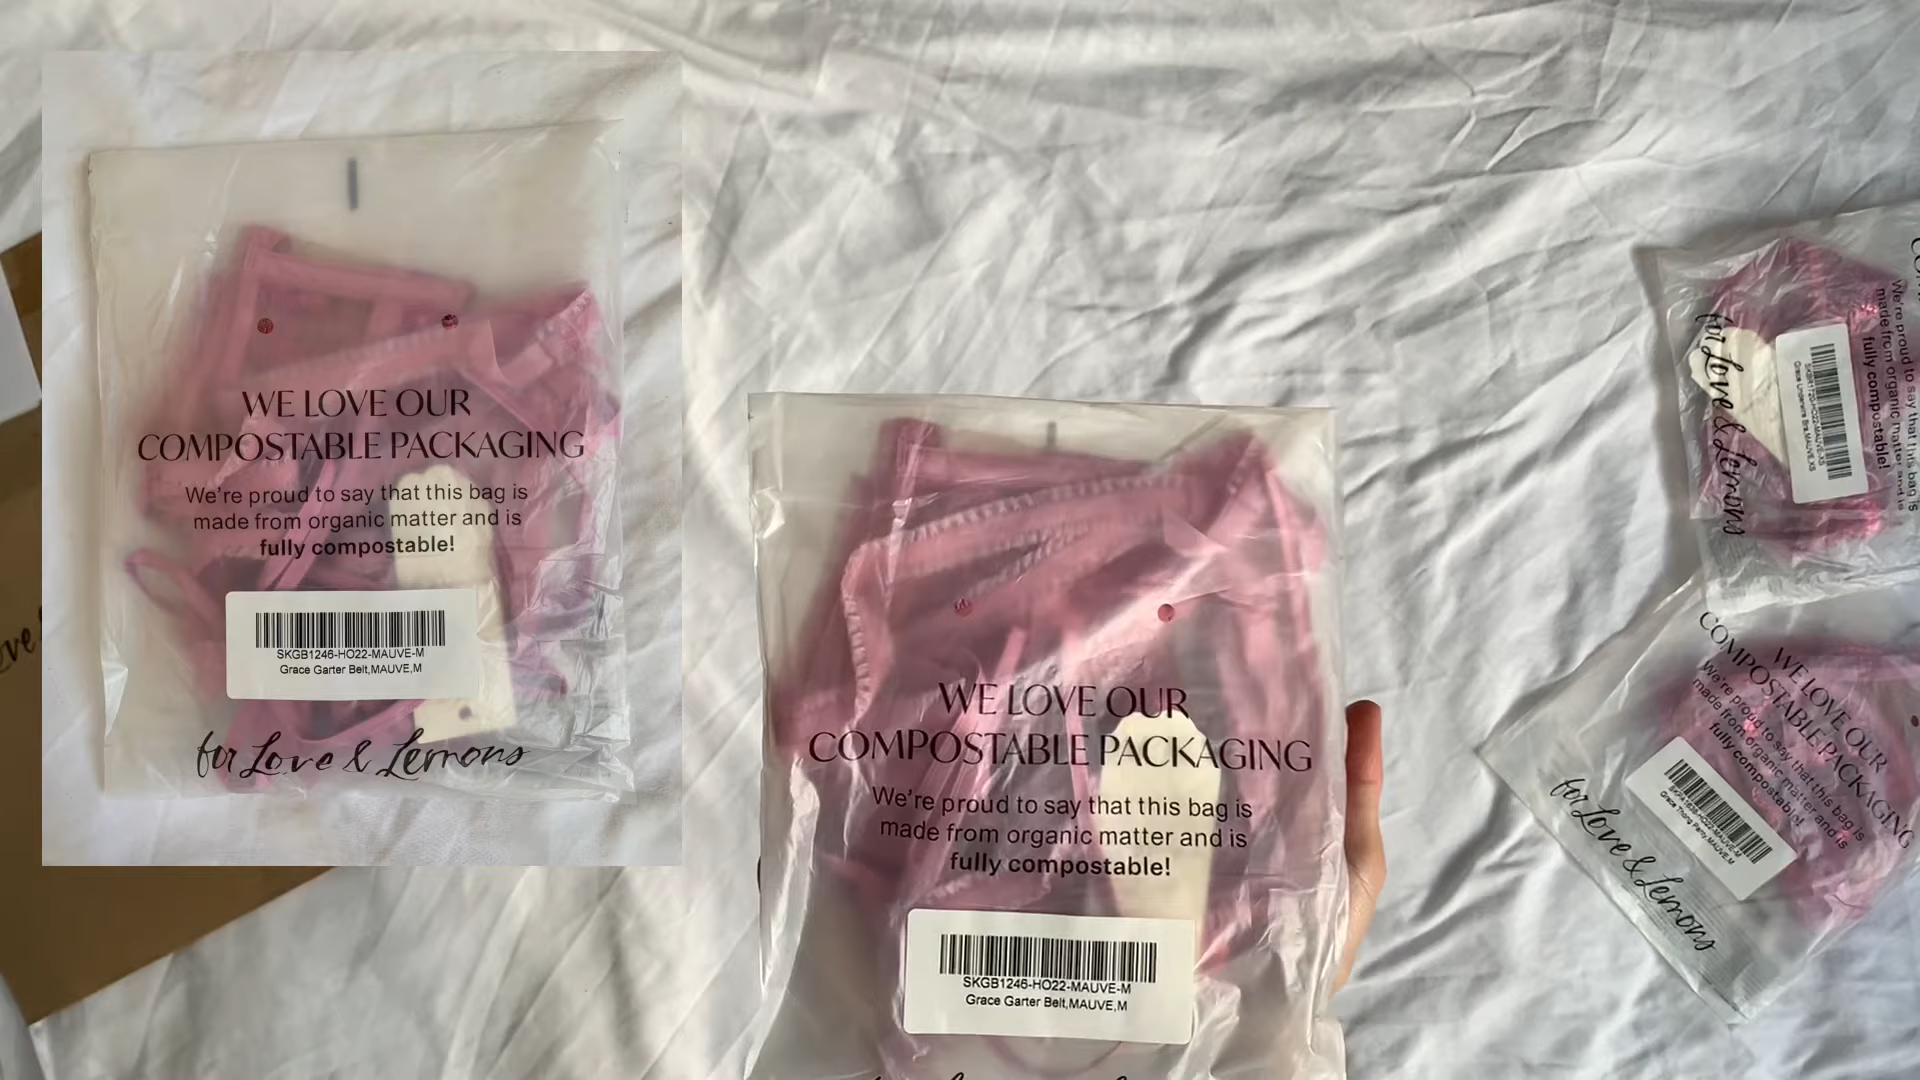 WE LOVE OUR
COMPOSTABLE PACKAGING
We're proud to say that this bag is
made from organic matter and is
fully compostable!
SKGB1246-HO22-MAUVE-M
Grace Garter Belt,MAUVE,M
for Love & Lemons
WE LOVE OUR
COMPOSTABLE PACKAGING
We're proud to say that this bag is
made from organic matter and is
fully compostable!
SKGB1246-HO22-MAUVE-M
Grace Garter Belt,MAUVE,M
We're proud to say that this bag is
made from organic matter and is
fully compostable!
Grace Underwire Bra,MAUVE,XS
for Love & Lemons
WE LOVE OUR
COMPOSTABLE PACKAGING
We're proud to say that this bag is
made from organic matter and is
fully compostable!
Grace Thong Panty,MAUVE,M
for Love & Lemons